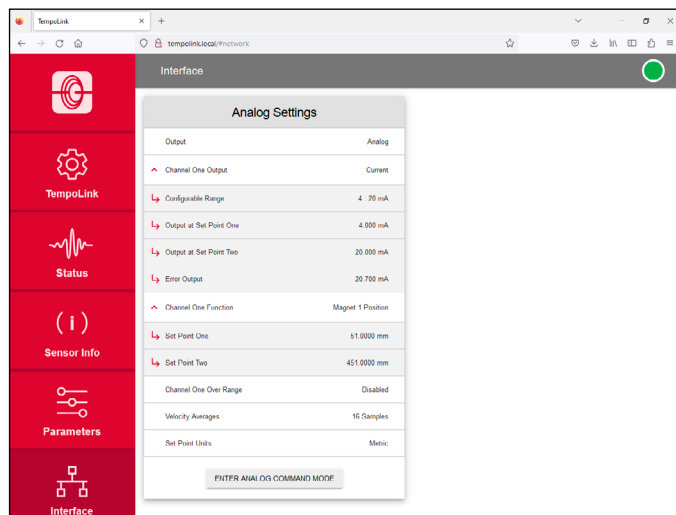 TempoLink
tempolink.local/#network
Interface
TempoLink
Status
(i)
Sensor Info
Parameters
Interface
Analog Settings
Output Analog
Channel One Output Current
Configurable Range 4 20 mA
Output at Set Point One 4.000 mA
Output at Set Point Two 20.000 mA
Error Output 20.700 mA
Channel One Function Magnet 1 Position
Set Point One 51.0000 mm
Set Point Two 451.0000 mm
Channel One Over Range Disabled
Velocity Averages 16 Samples
Set Point Units Metric
ENTER ANALOG COMMAND MODE